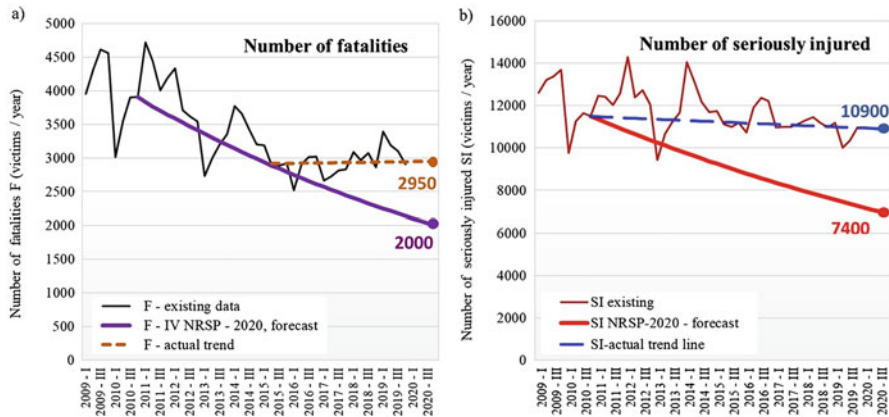 a)
Number of fatalities
Number of fatalities F (victims / year)
5000
4500
4000
3500
3000
2500
2000
1500
1000
500
0
2950
2000
F - existing data
F - IV NRSP - 2020, forecast
F - actual trend
2009 - I
2009 - III
2010 - I
2010 - III
2011 - I
2011 - III
2012 - I
2012 - III
2013 - I
2013 - III
2014 - I
2014 - III
2015 - I
2015 - III
2016 - I
2016 - III
2017 - I
2017 - III
2018 - I
2018 - III
2019 - I
2019 - III
2020 - I
2020 - III
b)
Number of seriously injured
Number of seriously injured SI (victims / year)
16000
14000
12000
10000
8000
6000
4000
2000
0
10900
7400
SI existing
SI NRSP-2020 - forecast
SI-actual trend line
2009 - I
2009 - III
2010 - I
2010 - III
2011 - I
2011 - III
2012 - I
2012 - III
2013 - I
2013 - III
2014 - I
2014 - III
2015 - I
2015 - III
2016 - I
2016 - III
2017 - I
2017 - III
2018 - I
2018 - III
2019 - I
2019 - III
2020 - I
2020-III